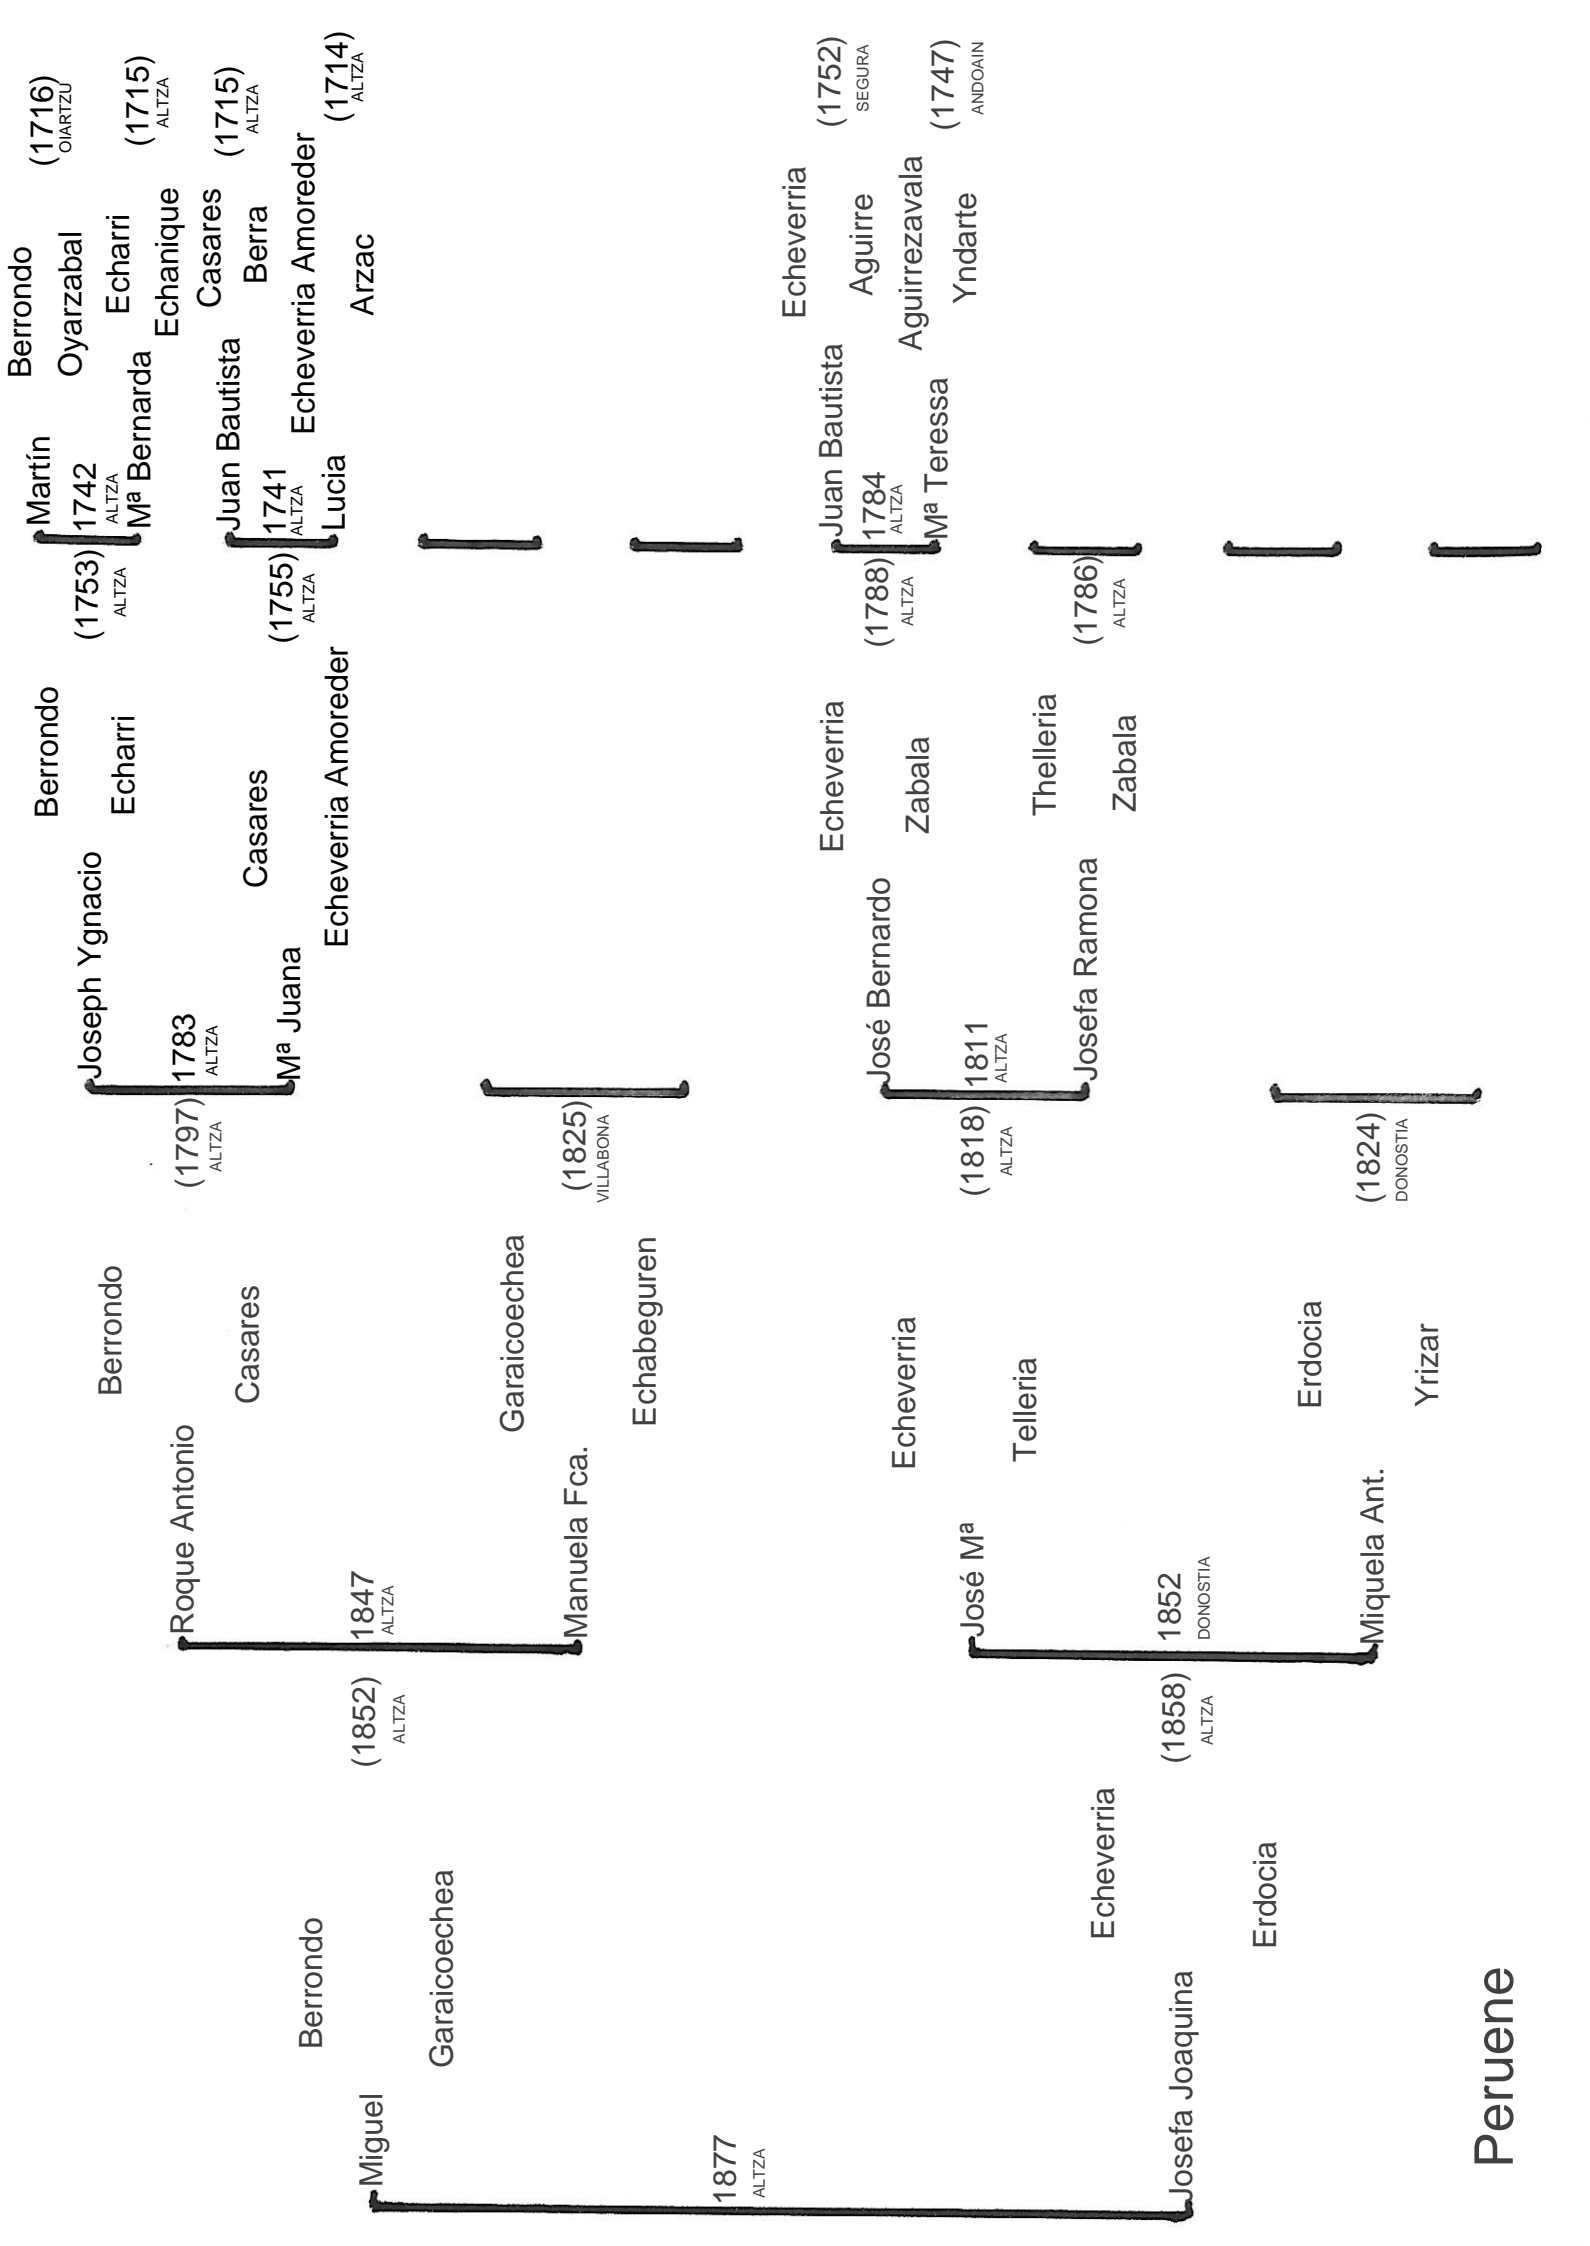 Miguel
Berrondo
Garaicoechea
1877
ALTZA
Josefa Joaquina
Echeverria
Erdocia
(1852)
ALTZA
Roque Antonio
Berrondo
Casares
1847
ALTZA
Manuela Fca.
Garaicoechea
Echabeguren
(1858)
ALTZA
José Mª
Echeverria
Telleria
1852
DONOSTIA
Miquela Ant.
Erdocia
Yrizar
(1797)
ALTZA
Joseph Ygnacio
Berrondo
Echarri
1783
ALTZA
Mª Juana
Casares
Echeverria Amoreder
(1825)
VILLABONA
(1818)
ALTZA
José Bernardo
Echeverria
Zabala
1811
ALTZA
Josefa Ramona
Thelleria
Zabala
(1824)
DONOSTIA
(1753)
ALTZA
Martín
Berrondo
Oyarzabal
(1716)
OIARTZU
1742
ALTZA
Mª Bernarda
Echarri
Echanique
(1715)
ALTZA
(1755)
ALTZA
Juan Bautista
Casares
Berra
(1715)
ALTZA
1741
ALTZA
Lucia
Echeverria Amoreder
Arzac
(1714)
ALTZA
(1788)
ALTZA
Juan Bautista
Echeverria
Aguirre
(1752)
SEGURA
1784
ALTZA
Mª Teressa
Aguirrezavala
Yndarte
(1747)
ANDOAIN
(1786)
ALTZA
Peruene